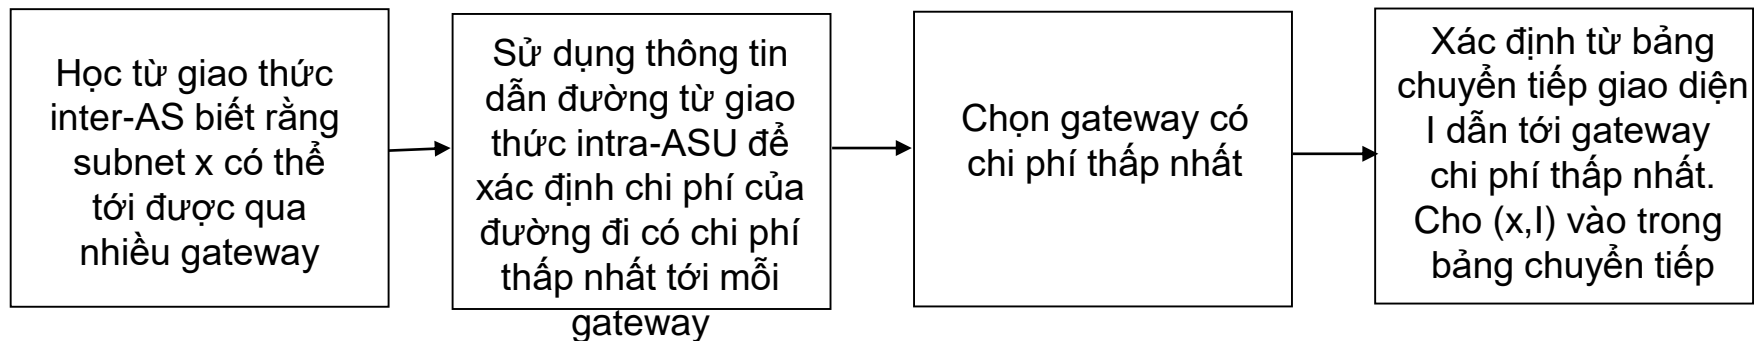 Học từ giao thức
inter-AS biết rằng
subnet x có thể
tới được qua
nhiều gateway
Sử dụng thông tin
dẫn đường từ giao
thức intra-ASU để
xác định chi phí của
đường đi có chi phí
thấp nhất tới mỗi
gateway
Chọn gateway có
chi phí thấp nhất
Xác định từ bảng
chuyển tiếp giao diện
I dẫn tới gateway
chi phí thấp nhất.
Cho (x,I) vào trong
bảng chuyển tiếp